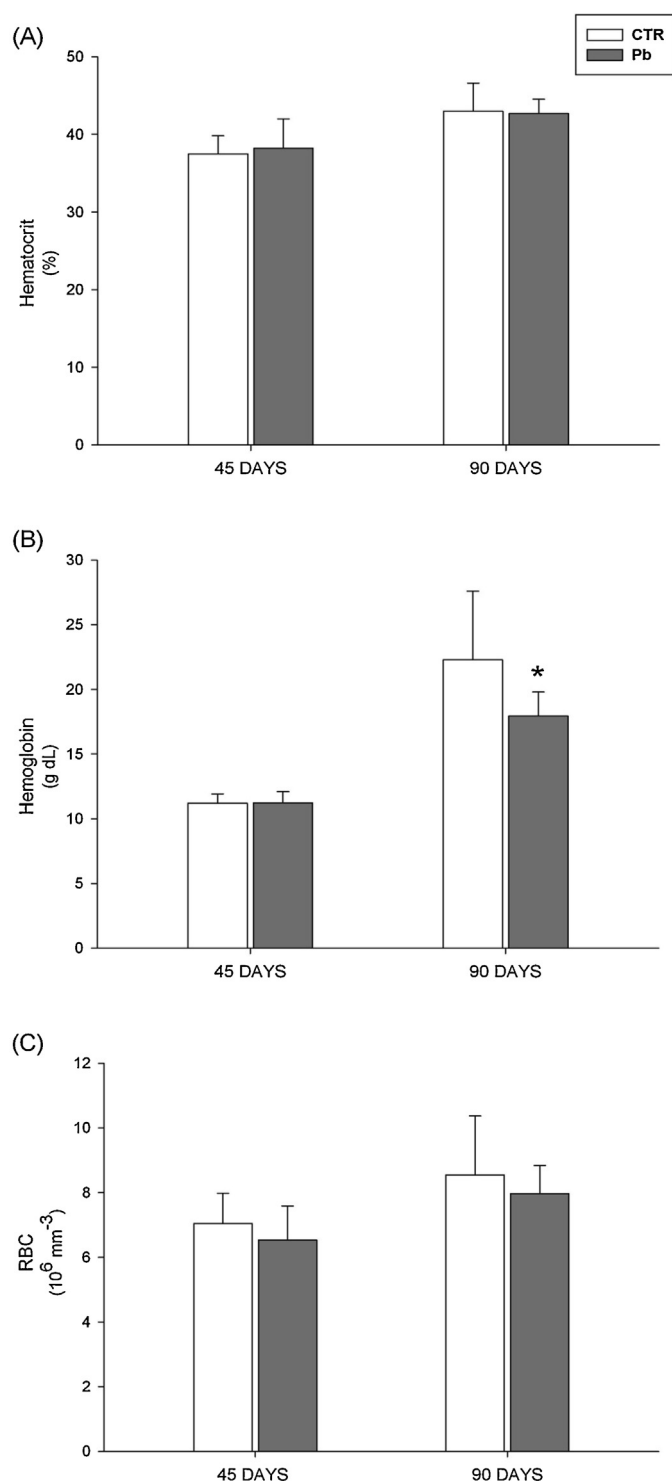 (A)
CTR
Pb
50
40
30
20
10
0
Hematocrit
(%)
45 DAYS
90 DAYS
(B)
30
25
20
15
10
5
0
Hemoglobin
(g dL)
*
45 DAYS
90 DAYS
(C)
12
10
8
6
4
2
0
RBC
(10⁶ mm⁻³)
45 DAYS
90 DAYS